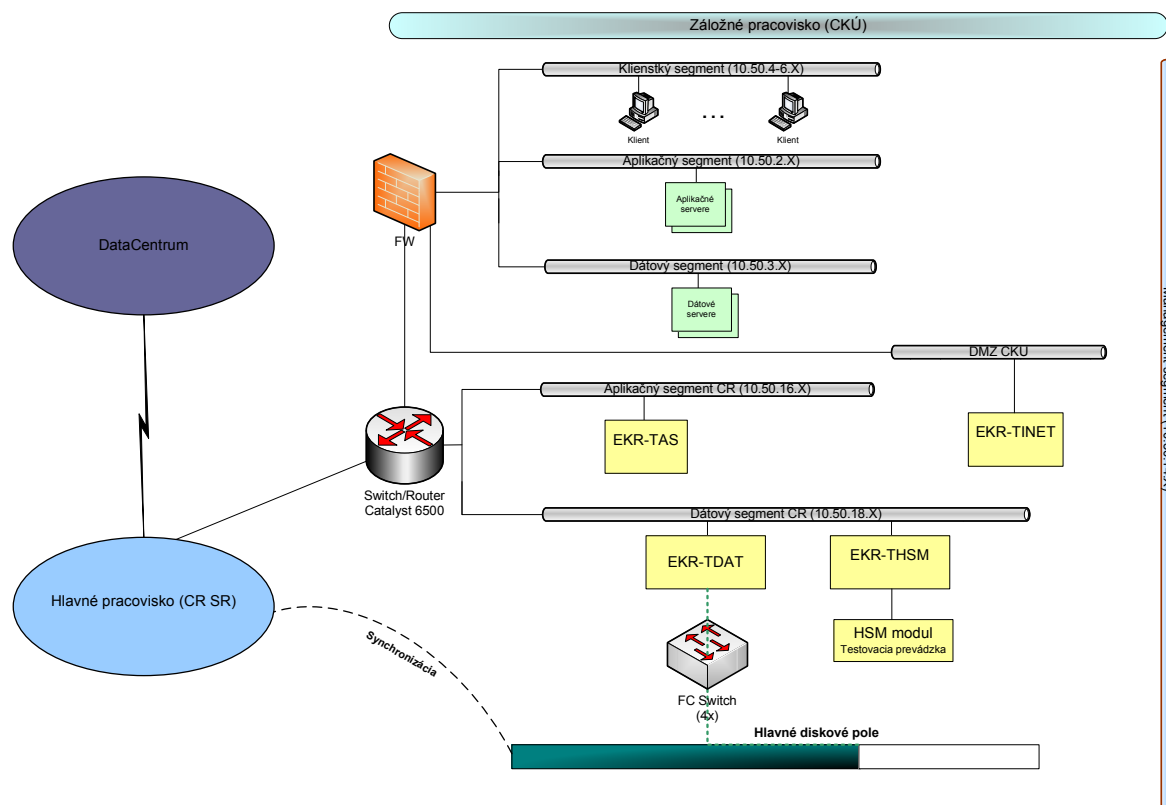 Záložné pracovisko (CKÚ)
Klienstký segment (10.50.4-6.X)
Klient
...
Klient
Aplikačný segment (10.50.2.X)
Aplikačné
servere
FW
DataCentrum
Dátový segment (10.50.3.X)
Dátové
servere
DMZ CKU
Aplikačný segment CR (10.50.16.X)
EKR-TAS
EKR-TINET
Switch/Router
Catalyst 6500
Dátový segment CR (10.50.18.X)
EKR-TDAT
EKR-THSM
Hlavné pracovisko (CR SR)
HSM modul
Testovacia prevádzka
Synchronizácia
FC Switch
(4x)
Hlavné diskové pole